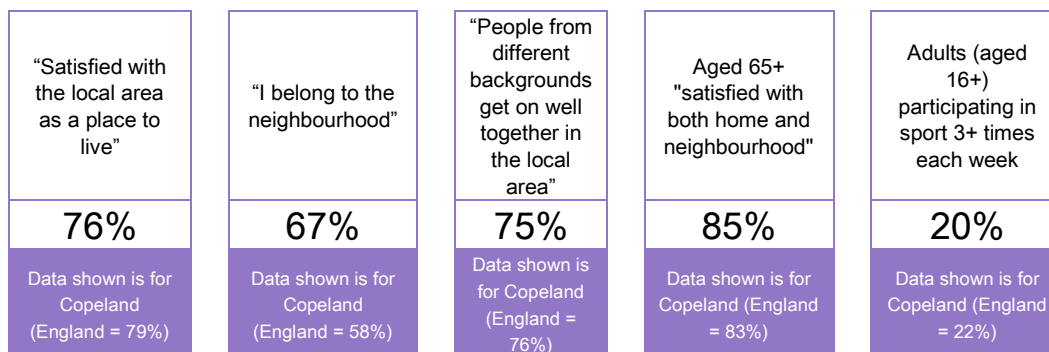 “Satisfied with
the local area
as a place to
live”
76%
Data shown is for
Copeland
(England = 79%)
“I belong to the
neighbourhood”
67%
Data shown is for
Copeland
(England = 58%)
“People from
different
backgrounds
get on well
together in
the local
area”
75%
Data shown is
for Copeland
(England =
76%)
Aged 65+
"satisfied with
both home and
neighbourhood"
85%
Data shown is for
Copeland (England
= 83%)
Adults (aged
16+)
participating in
sport 3+ times
each week
20%
Data shown is for
Copeland (England
= 22%)